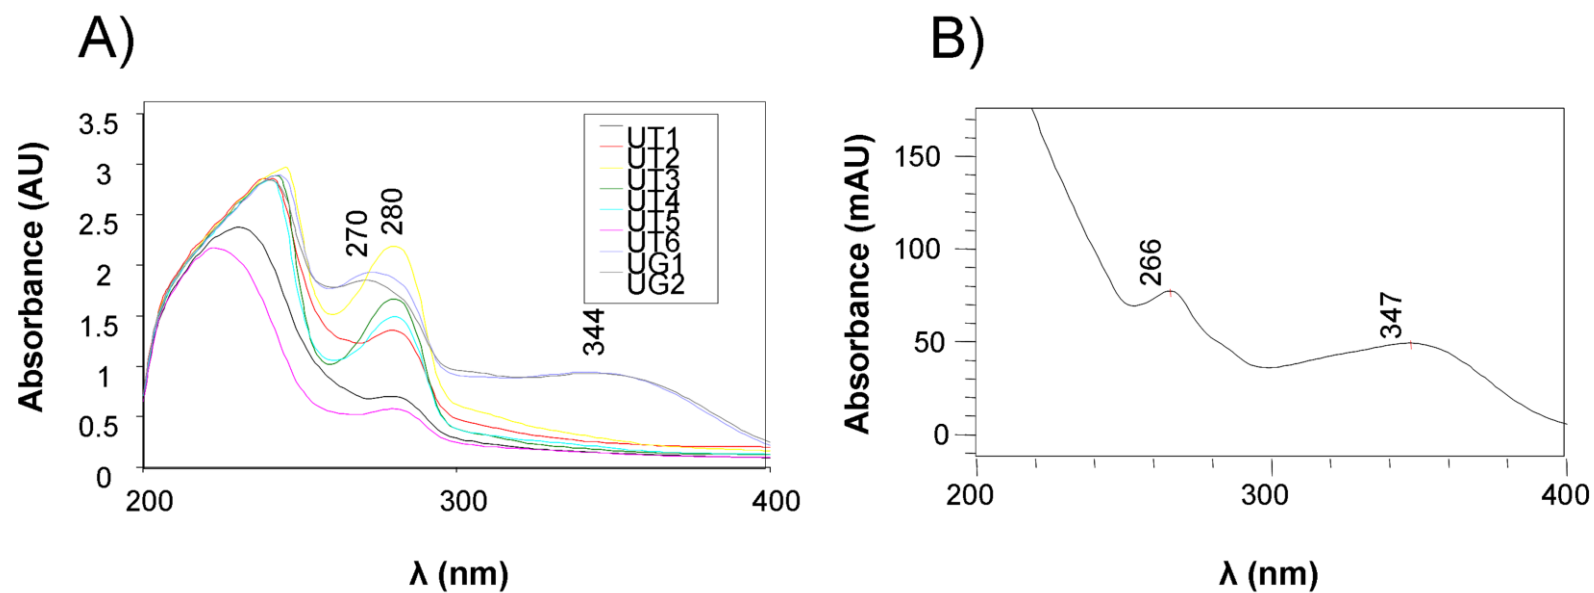 A)
Absorbance (AU)
3.5
3
2.5
2
1.5
1
0.5
0
270
280
344
UT1
UT2
UT3
UT4
UT5
UT6
UG1
UG2
200
300
400
λ (nm)
B)
Absorbance (mAU)
150
100
50
0
266
347
200
300
400
λ (nm)